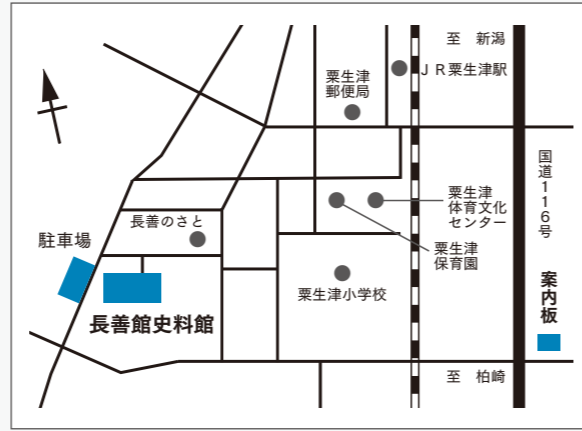 至 新潟
JR粟生津駅
粟生津
郵便局
国道116号
粟生津
体育文化
センター
粟生津
保育園
長善のさと
駐車場
粟生津小学校
長善館史料館
案内板
至 柏崎